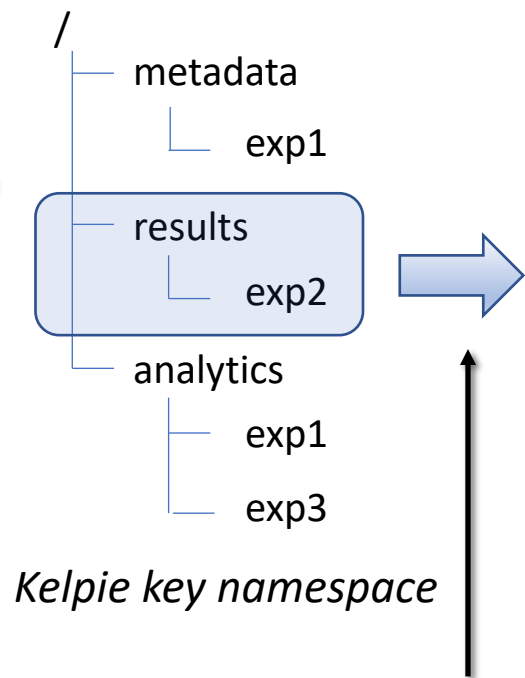 /
metadata
exp1
results
exp2
analytics
exp1
exp3
Kelpie key namespace